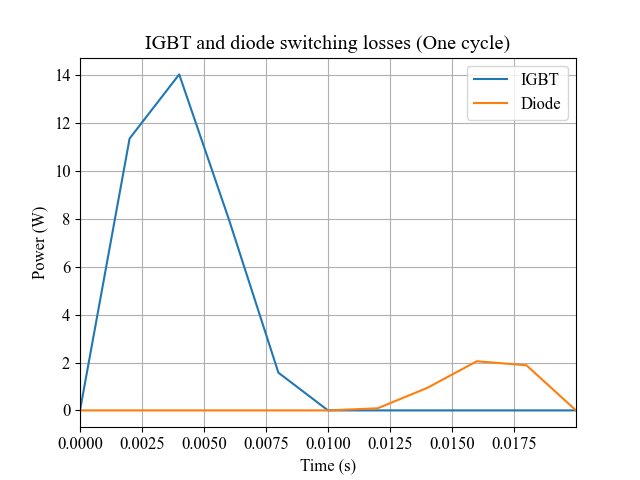 IGBT and diode switching losses (One cycle)
IGBT
Diode
14
12
10
8
6
4
2
0
Power (W)
0.0000 0.0025 0.0050 0.0075 0.0100 0.0125 0.0150 0.0175
Time (s)